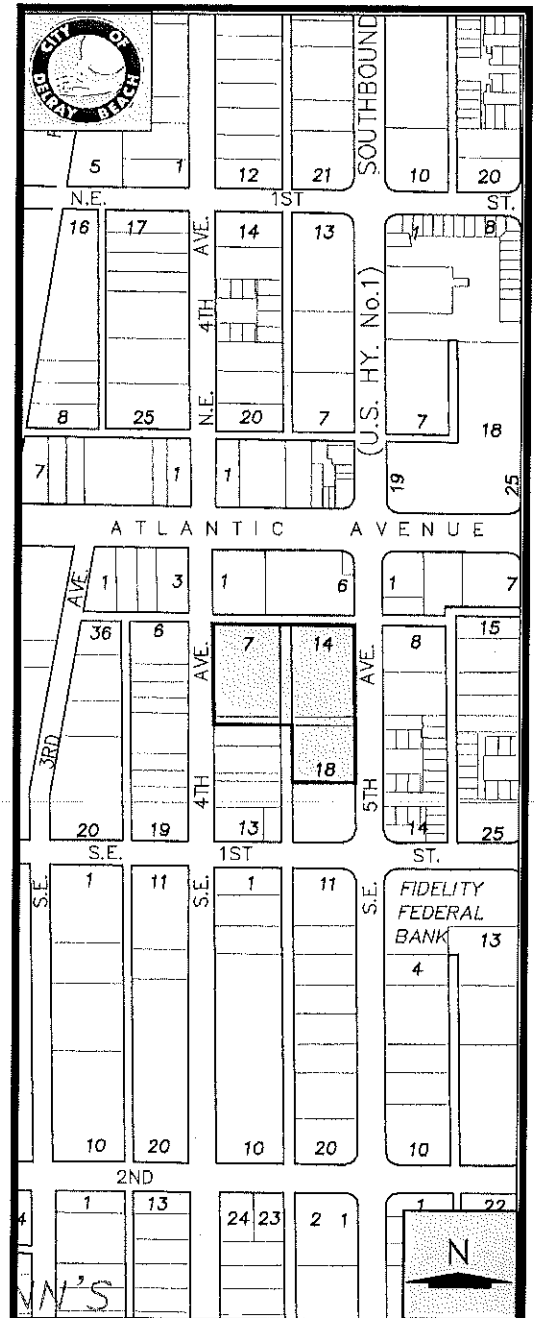 CITY OF
DELRAY BEACH
SOUTHBOUND
5 1 12 21 10 20
N.E. 1ST ST.
16 17 14 13 1 8
AVE.
4TH
N.E.
(U.S. HY. No.1)
8 25 20 7 7 18
7 1 1 19 25
ATLANTIC AVENUE
1 3 1 6 1 7
AVE.
36 6 7 14 8 15
AVE. AVE.
3RD 4TH 5TH
18
20 19 13 14 25
S.E. 1ST ST.
1 11 1 11
S.E. S.E. S.E.
FIDELITY
FEDERAL
BANK 13
4
10 20 10 20 10
2ND
4 1 13 24 23 2 1 1 22
N
NN'S